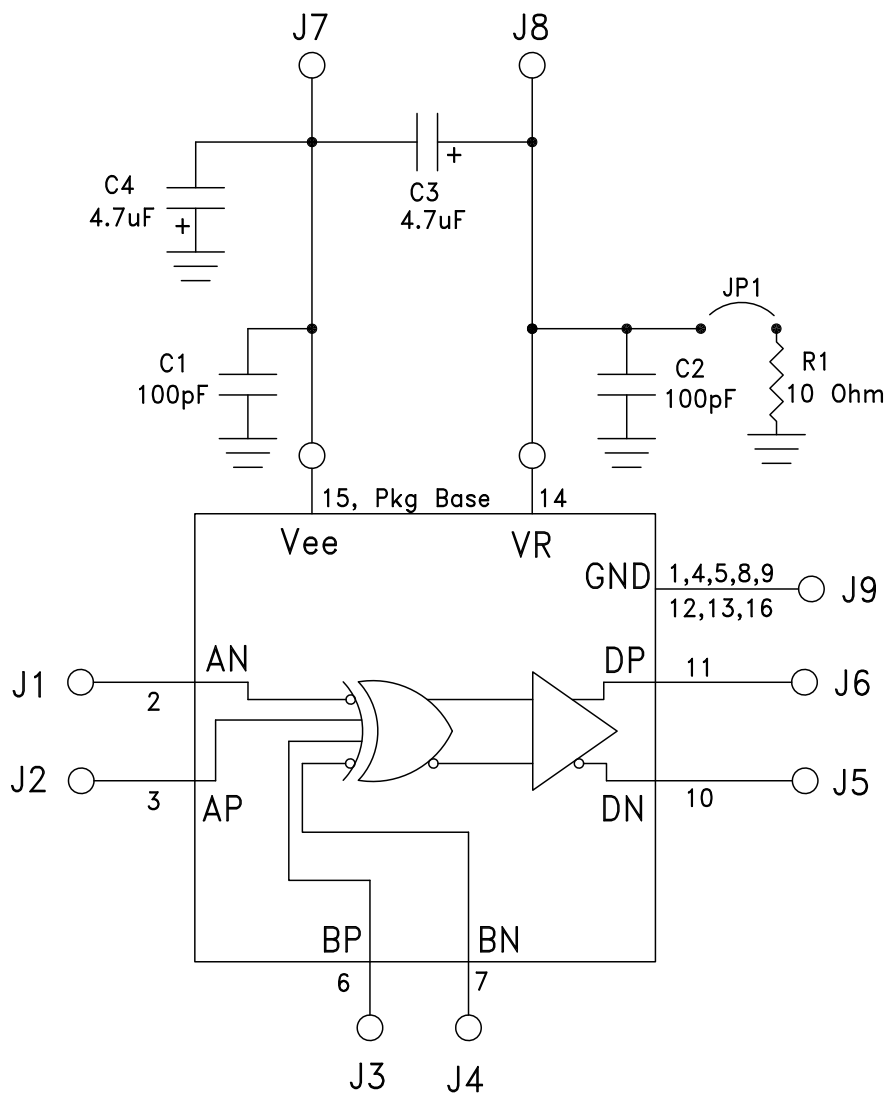 J7
J8
+
C4
4.7uF
+
C3
4.7uF
JP1
C1
100pF
C2
100pF
R1
10 Ohm
15, Pkg Base
14
Vee
VR
GND
1,4,5,8,9
12,13,16
J9
AN
DP
J1
2
11
J6
J2
3
AP
DN
10
J5
BP
BN
6
7
J3
J4